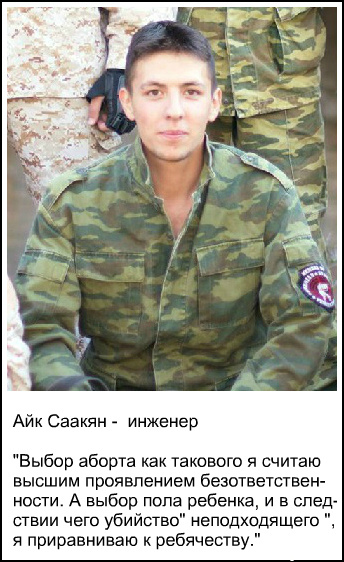 Айк Саакян - инженер
"Выбор аборта как такового я считаю
высшим проявлением безответствен-
ности. А выбор пола ребенка, и в след-
ствии чего убийство" неподходящего ",
я приравниваю к ребячеству."